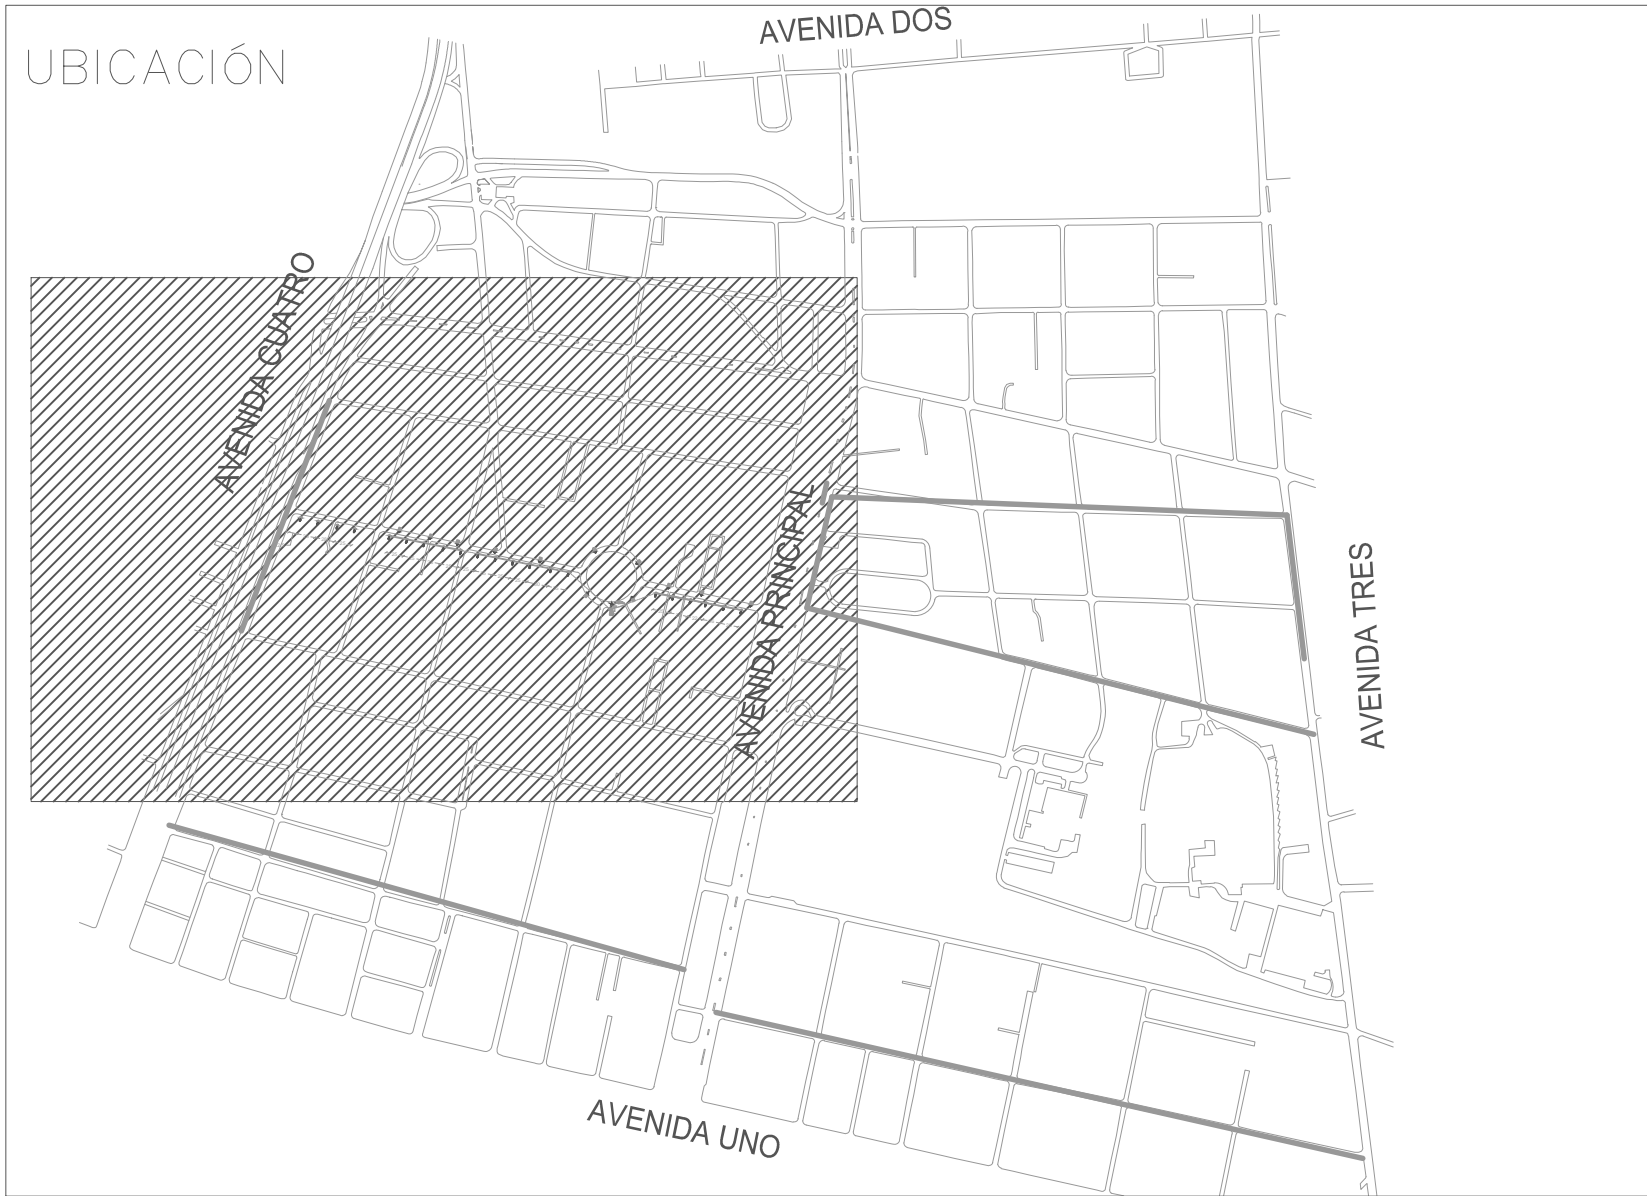 AVENIDA DOS
UBICACIÓN
AVENIDA CUATRO
AVENIDA PRINCIPAL
AVENIDA TRES
AVENIDA UNO